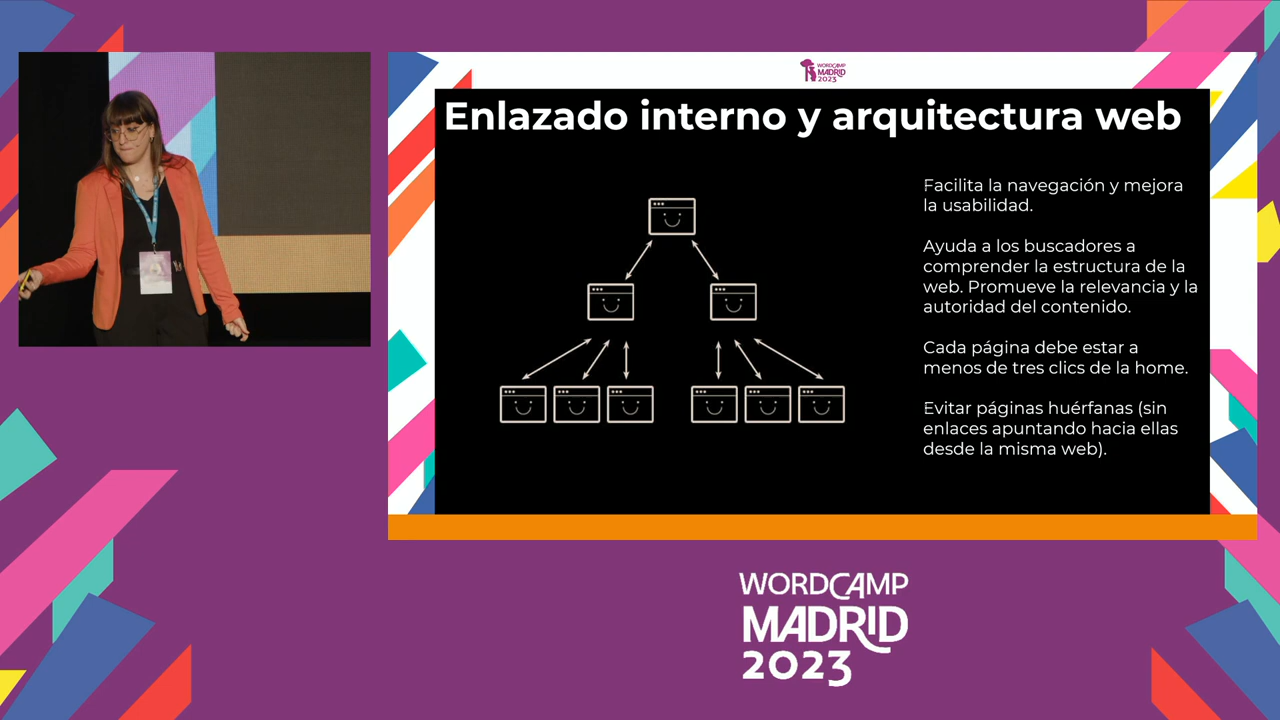 WORDCAMP
MADRID
2023
Enlazado interno y arquitectura web
Facilita la navegación y mejora
la usabilidad.
Ayuda a los buscadores a
comprender la estructura de la
web. Promueve la relevancia y la
autoridad del contenido.
Cada página debe estar a
menos de tres clics de la home.
Evitar páginas huérfanas (sin
enlaces apuntando hacia ellas
desde la misma web).
WORDCAMP
MADRID
2023